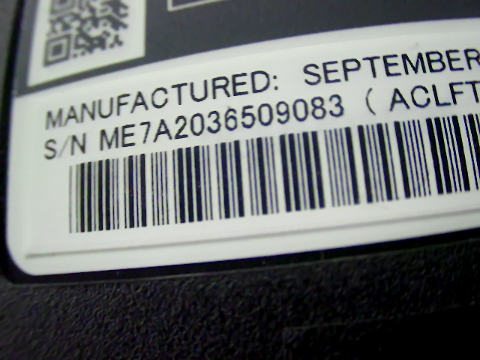 MANUFACTURED: SEPTEMBER
S/N ME7A2036509083 ( ACLFT